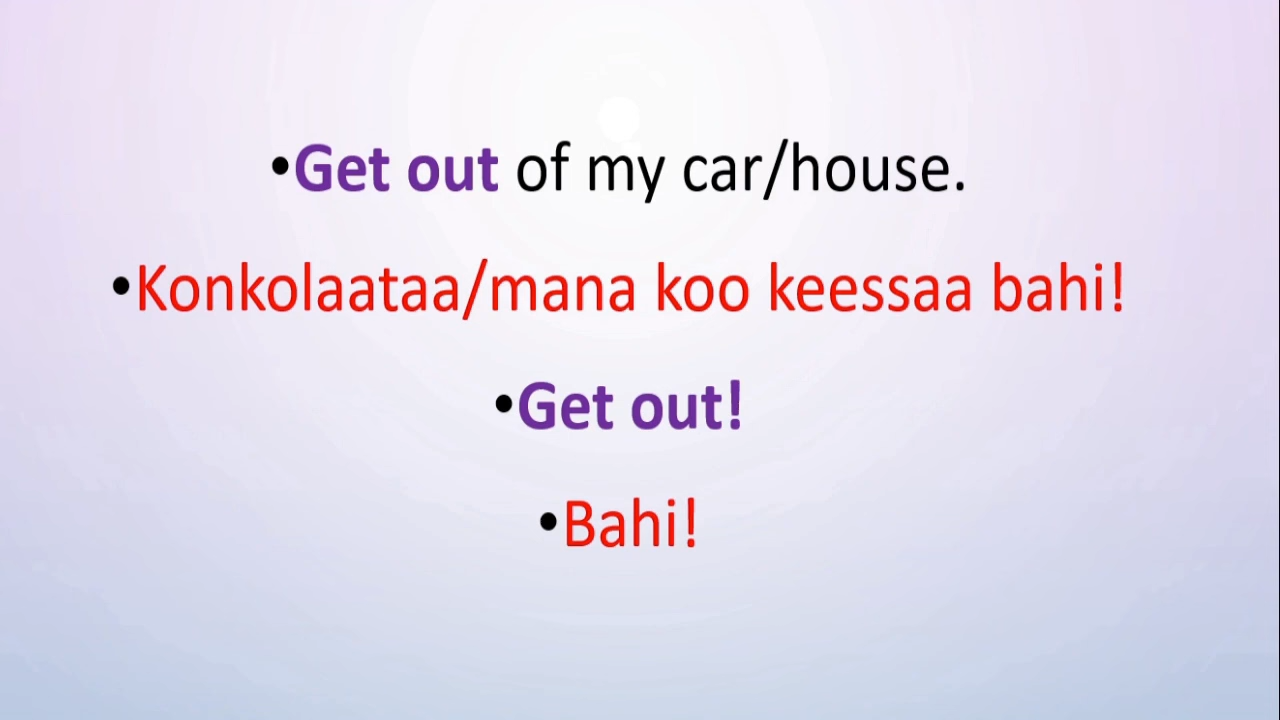 •Get out of my car/house.
•Konkolaataa/mana koo keessaa bahi!
•Get out!
•Bahi!